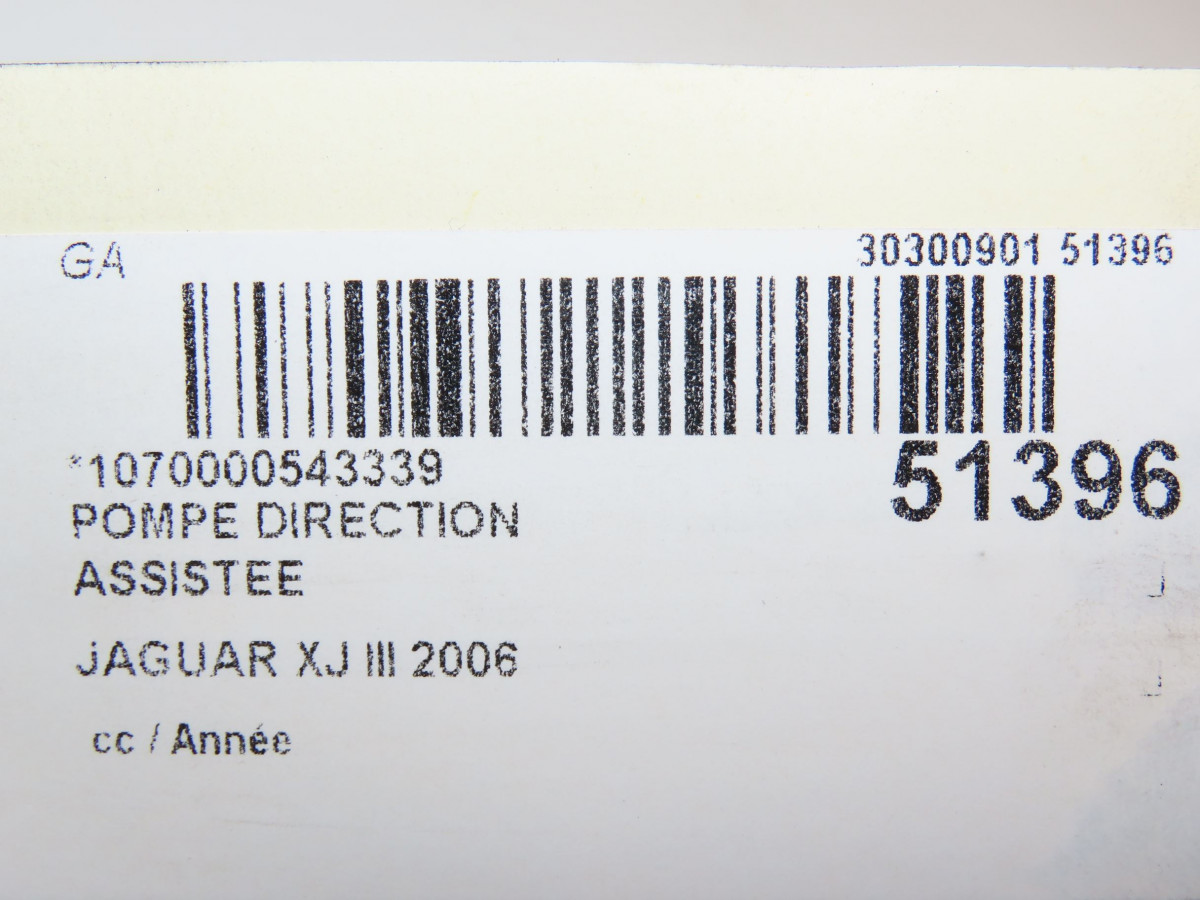 GA
30300901 51396
*1070000543339
51396
POMPE DIRECTION
ASSISTEE
JAGUAR XJ III 2006
cc / Année